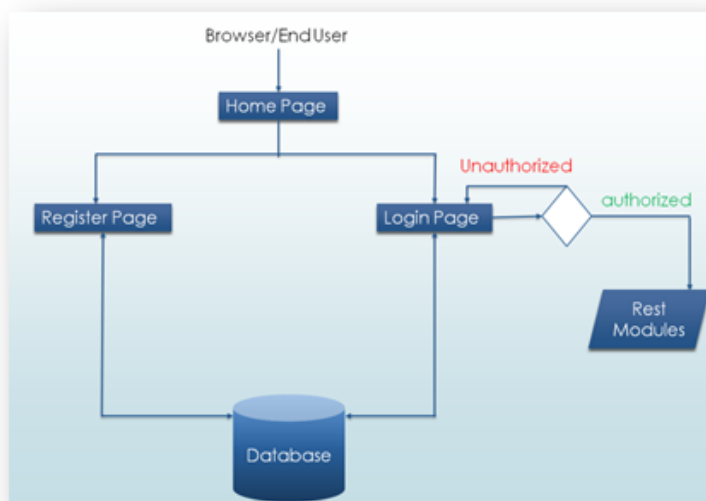 Browser/End User
Home Page
Unauthorized
authorized
Register Page
Login Page
Rest
Modules
Database